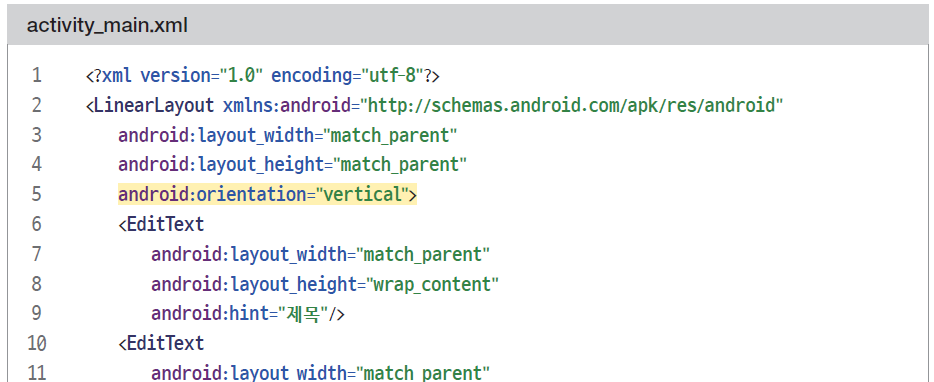 activity_main.xml
1 <?xml version="1.0" encoding="utf-8"?>
2 <LinearLayout xmlns:android="http://schemas.android.com/apk/res/android"
3 android:layout_width="match_parent"
4 android:layout_height="match_parent"
5 android:orientation="vertical">
6 <EditText
7 android:layout_width="match_parent"
8 android:layout_height="wrap_content"
9 android:hint="제목"/>
10 <EditText
11 android:layout_width="match_parent"